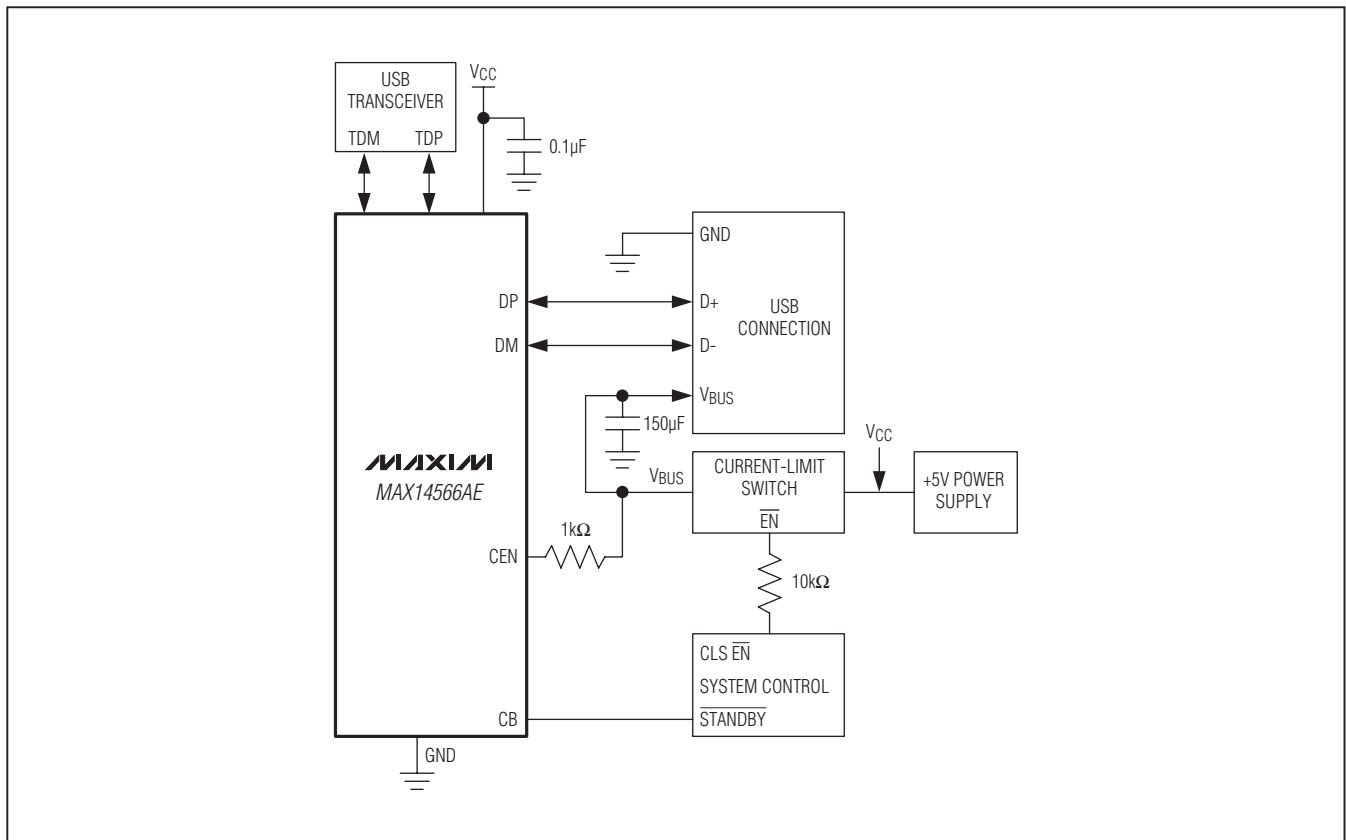 USB
TRANSCEIVER
TDM TDP
VCC
0.1µF
GND
DP
D+
USB
CONNECTION
DM
D-
VBUS
150µF
VCC
MAXIM
MAX14566AE
VBUS
CURRENT-LIMIT
SWITCH
EN
+5V POWER
SUPPLY
1kΩ
CEN
10kΩ
CLS EN
SYSTEM CONTROL
STANDBY
CB
GND